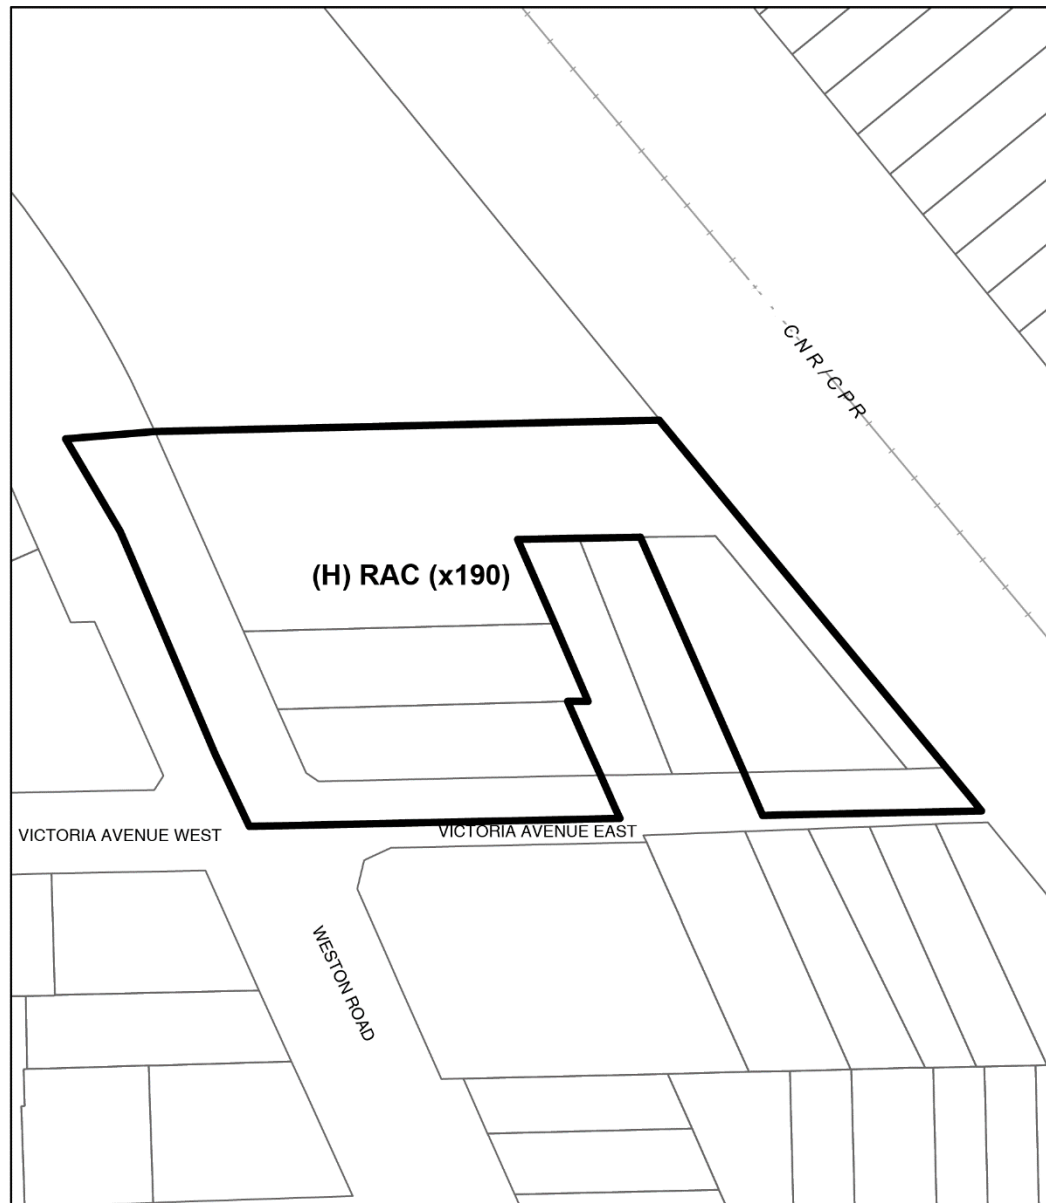 CNR/CPR
(H) RAC (x190)
VICTORIA AVENUE WEST
VICTORIA AVENUE EAST
WESTON ROAD